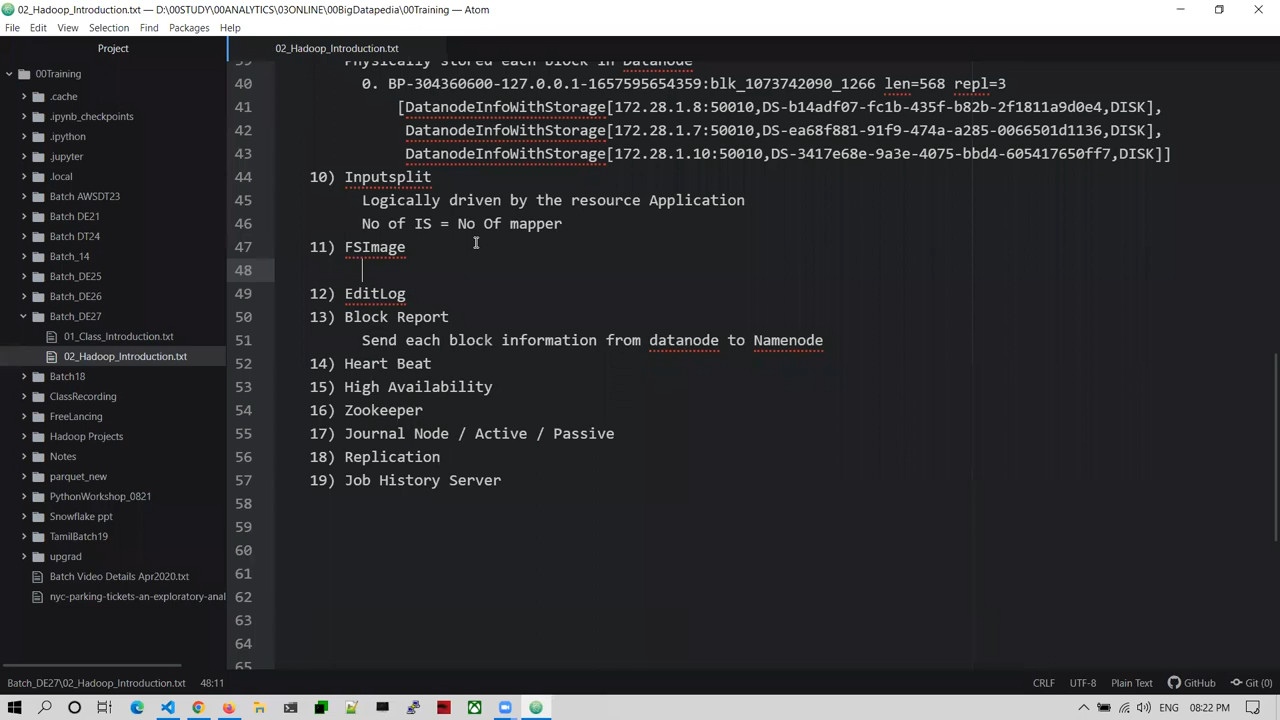 02_Hadoop_Introduction.txt — D:\00STUDY\00ANALYTICS\03ONLINE\00BigDatapedia\00Training — Atom
File Edit View Selection Find Packages Help
Project
02_Hadoop_Introduction.txt
00Training
.cache
.ipynb_checkpoints
.ipython
.jupyter
.local
Batch AWSDT23
Batch DE21
Batch DT24
Batch_14
Batch_DE25
Batch_DE26
Batch_DE27
01_Class_Introduction.txt
02_Hadoop_Introduction.txt
Batch18
ClassRecording
FreeLancing
Hadoop Projects
Notes
parquet_new
PythonWorkshop_0821
Snowflake ppt
TamilBatch19
upgrad
Batch Video Details Apr2020.txt
nyc-parking-tickets-an-exploratory-anal
39 Physically stored each block in Datanode
40 0. BP-304360600-127.0.0.1-1657595654359:blk_1073742090_1266 len=568 repl=3
41 [DatanodeInfoWithStorage[172.28.1.8:50010,DS-b14adf07-fc1b-435f-b82b-2f1811a9d0e4,DISK],
42 DatanodeInfoWithStorage[172.28.1.7:50010,DS-ea68f881-91f9-474a-a285-0066501d1136,DISK],
43 DatanodeInfoWithStorage[172.28.1.10:50010,DS-3417e68e-9a3e-4075-bbd4-605417650ff7,DISK]]
44 10) Inputsplit
45 Logically driven by the resource Application
46 No of IS = No Of mapper
47 11) FSImage
48
49 12) EditLog
50 13) Block Report
51 Send each block information from datanode to Namenode
52 14) Heart Beat
53 15) High Availability
54 16) Zookeeper
55 17) Journal Node / Active / Passive
56 18) Replication
57 19) Job History Server
58
59
60
61
62
63
64
65
Batch_DE27\02_Hadoop_Introduction.txt 48:11 CRLF UTF-8 Plain Text GitHub Git (0)
ENG 08:22 PM